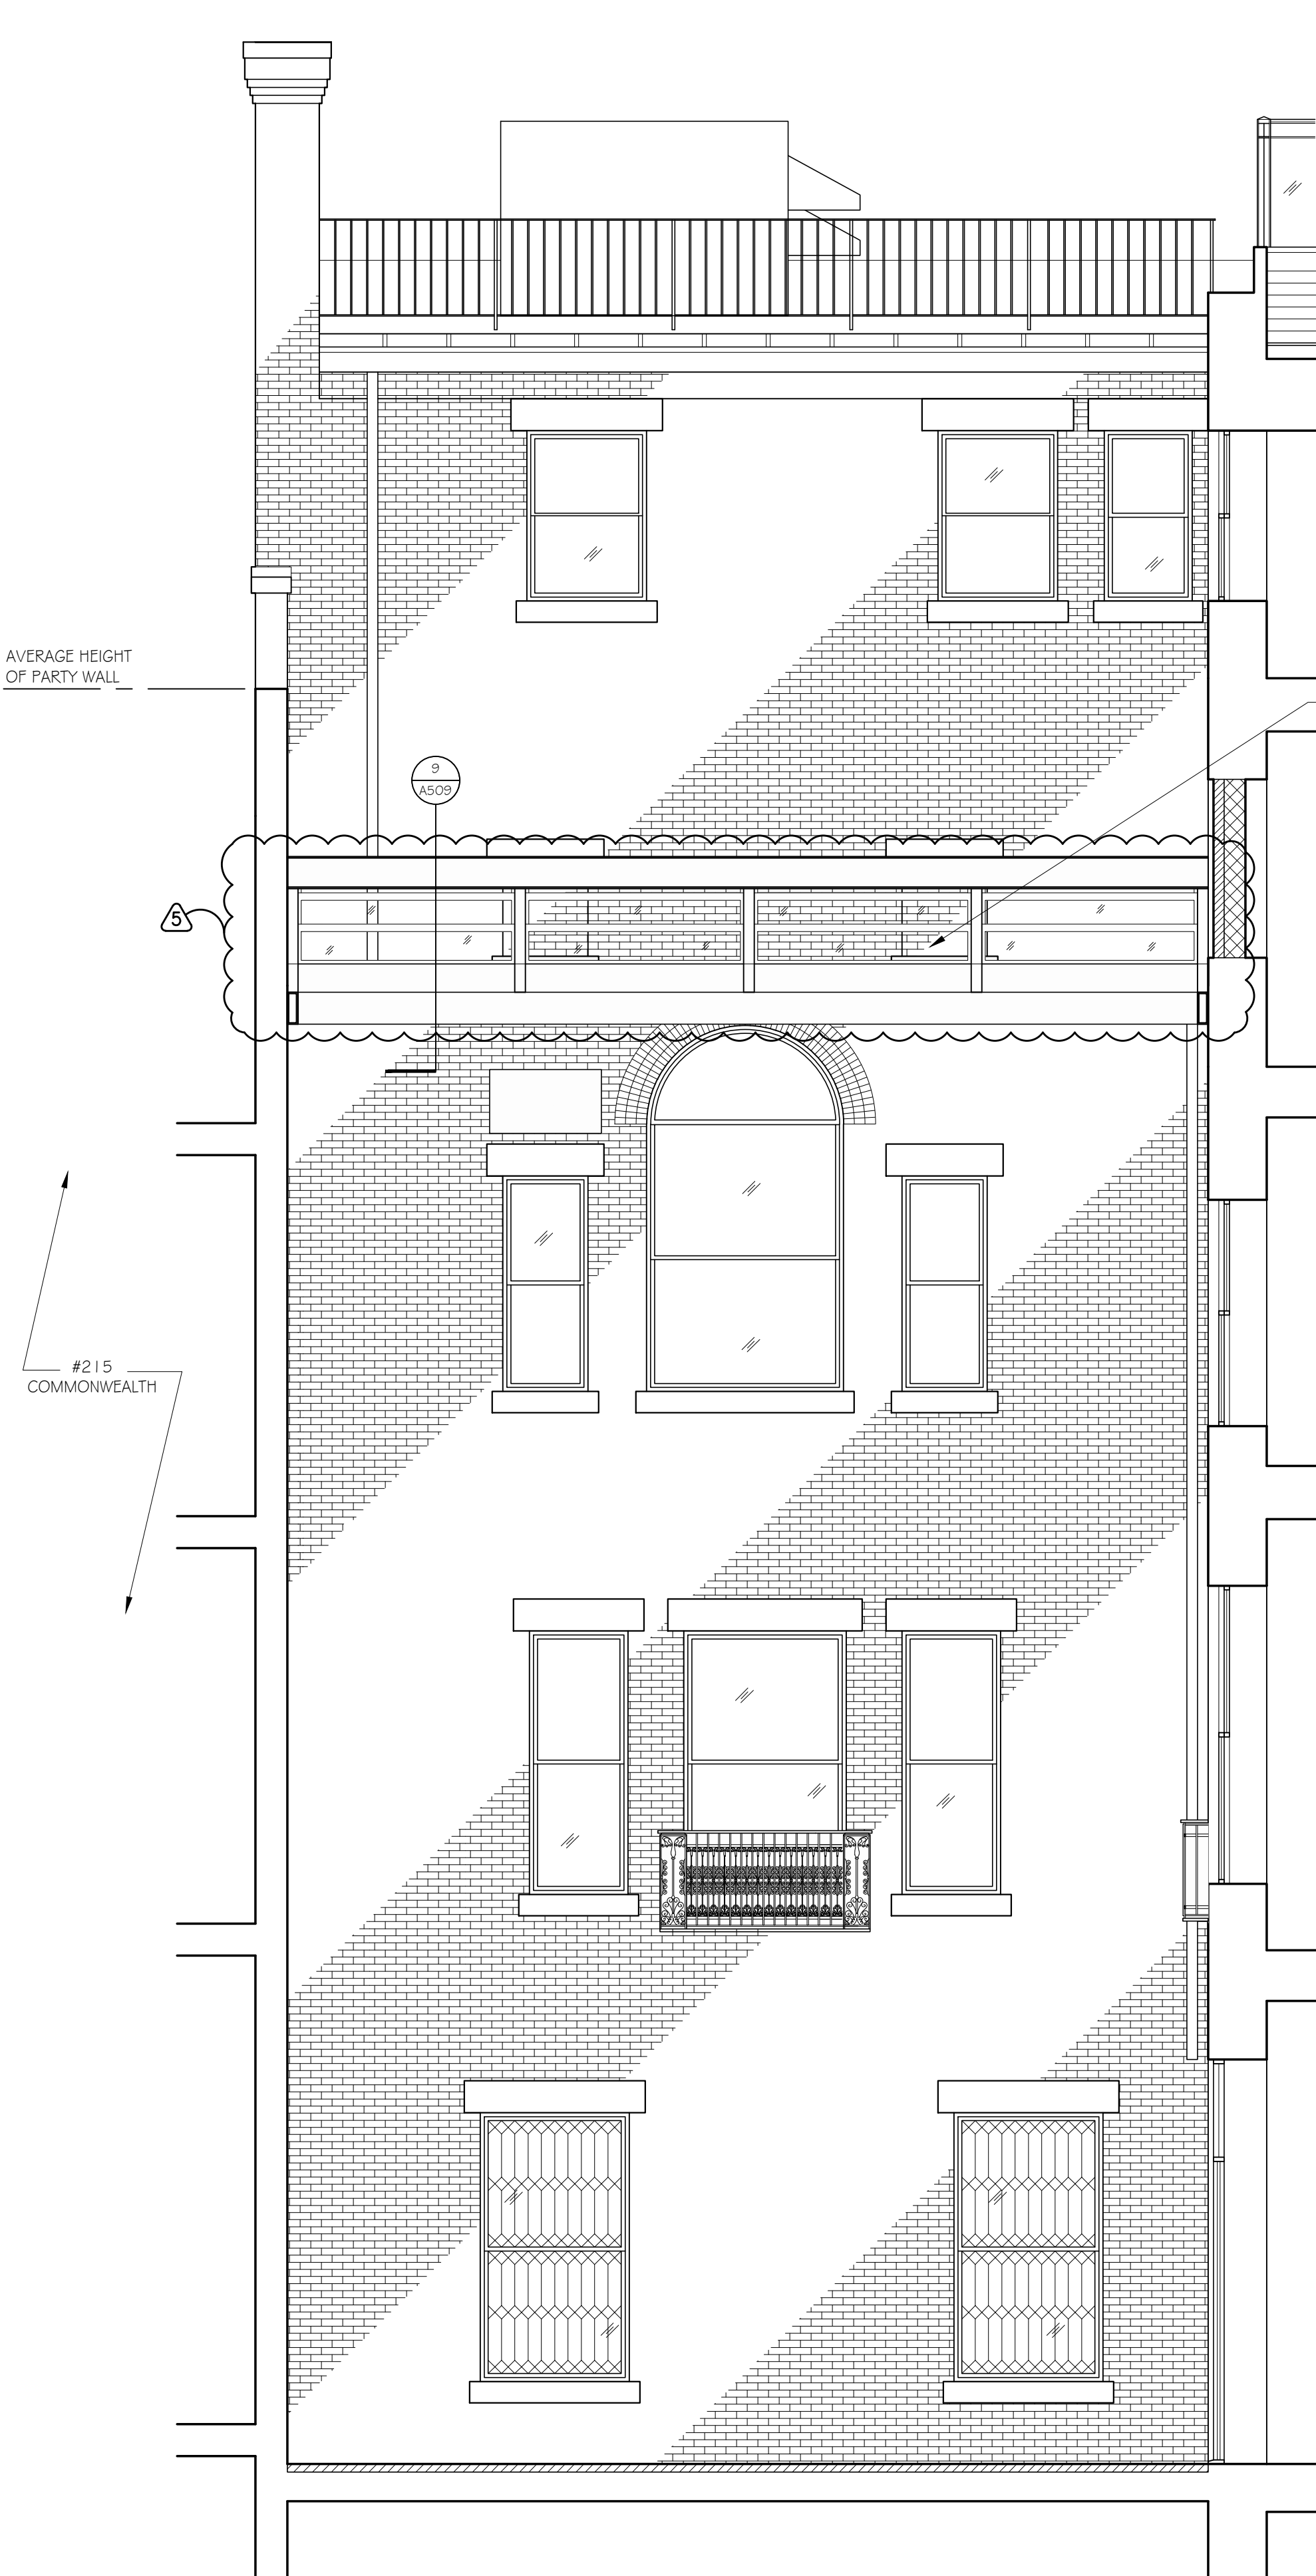 AVERAGE HEIGHT
OF PARTY WALL
9
A509
5
#215
COMMONWEALTH